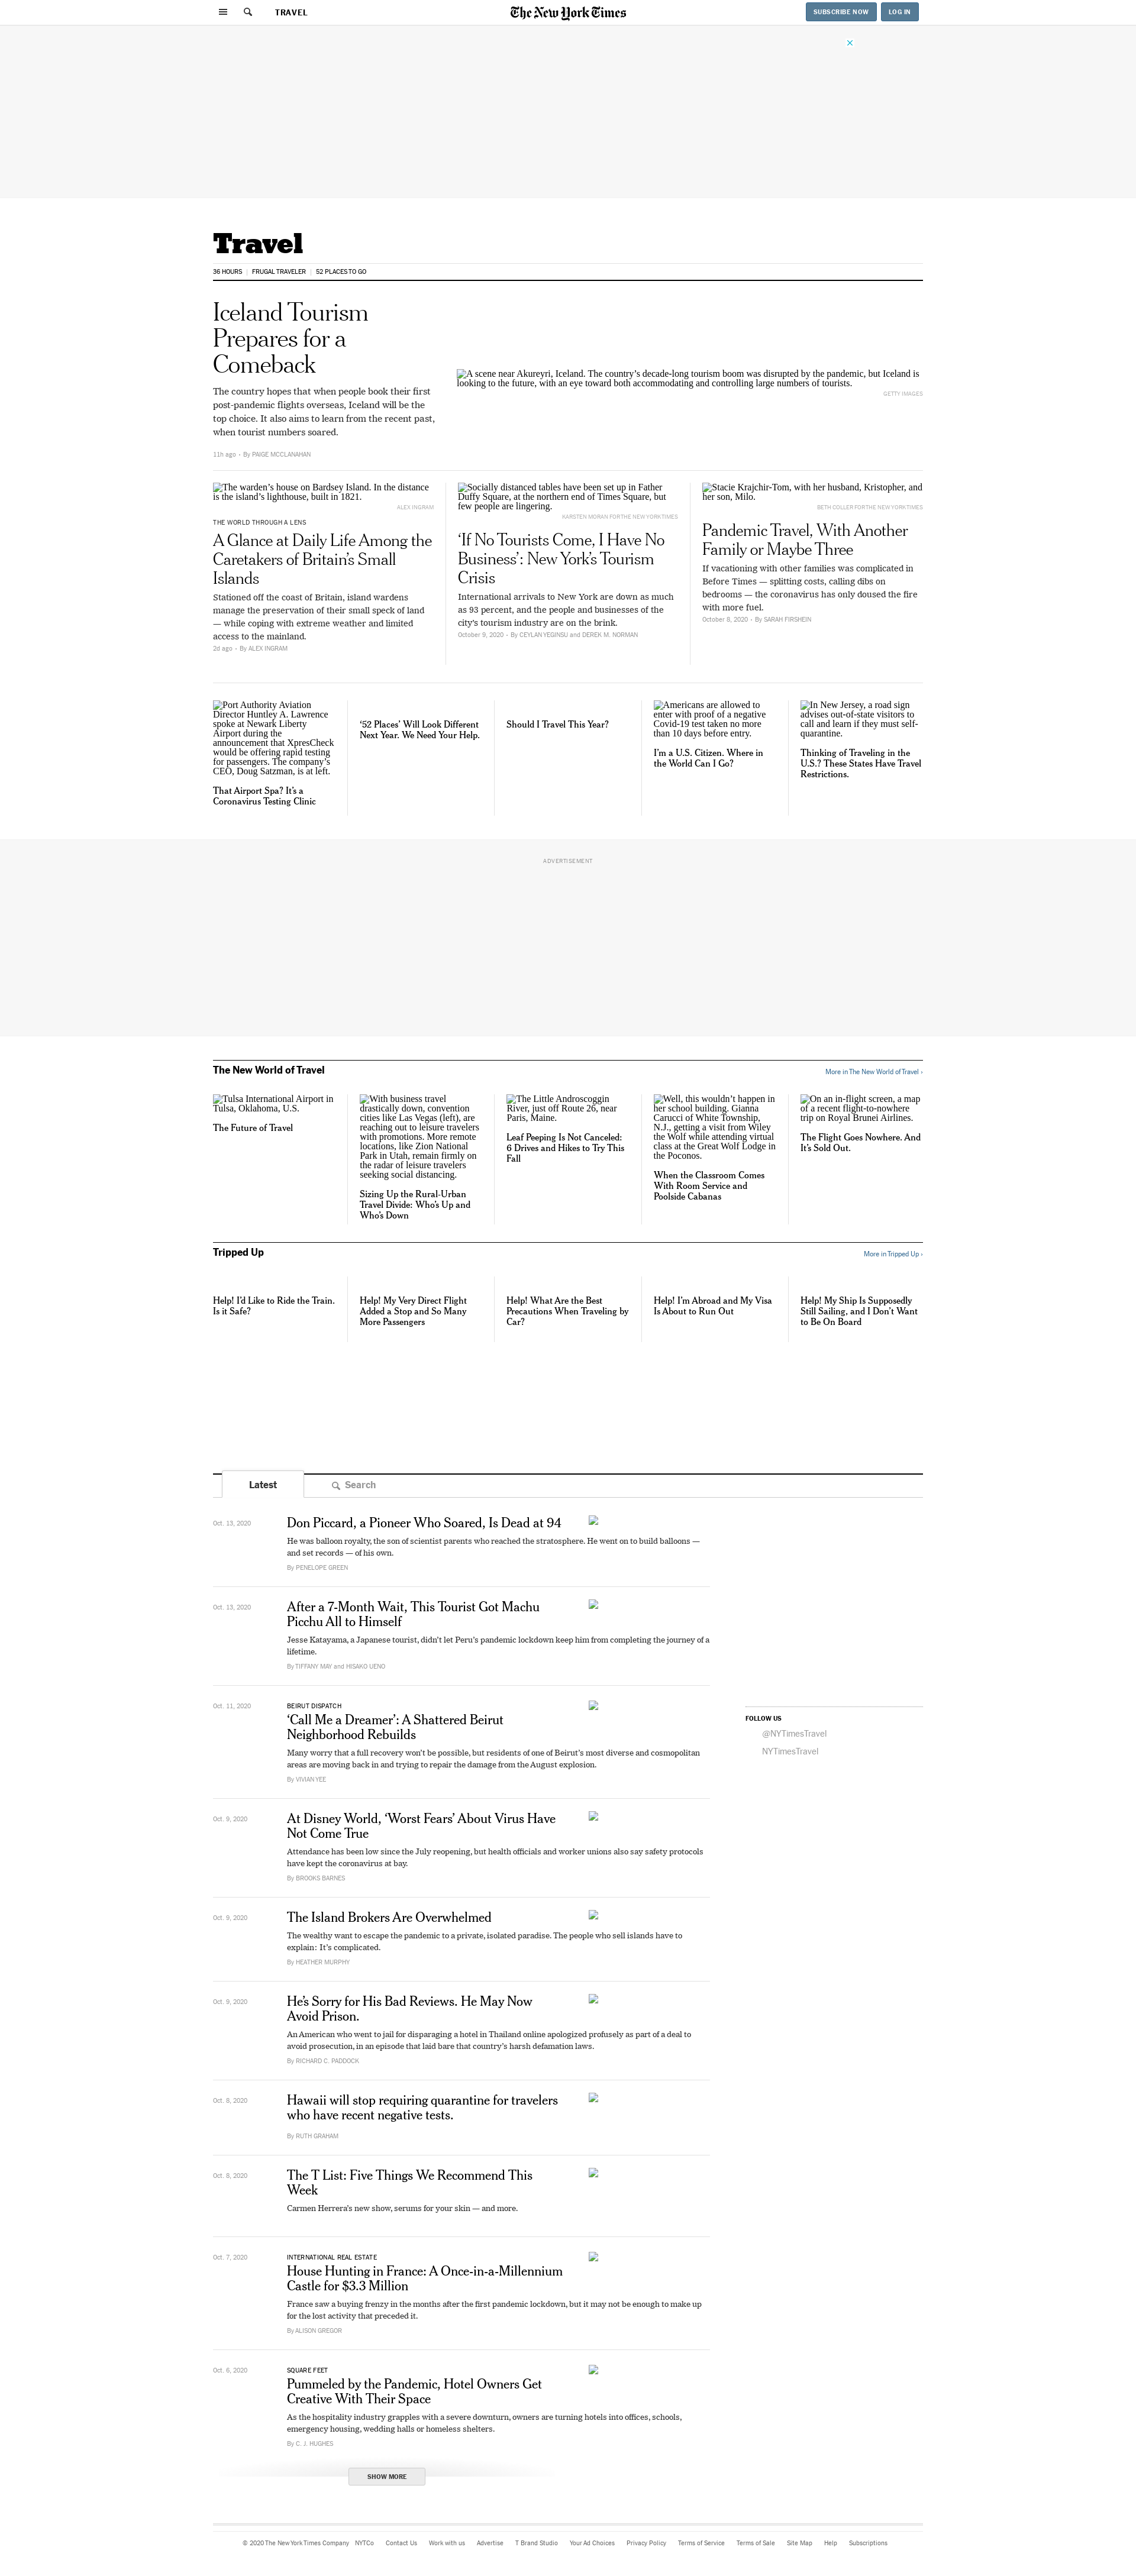 TRAVEL
The New York Times
SUBSCRIBE NOW
LOG IN
Travel
36 HOURS
FRUGAL TRAVELER
52 PLACES TO GO
Iceland Tourism
Prepares for a
Comeback
The country hopes that when people book their first
post-pandemic flights overseas, Iceland will be the
top choice. It also aims to learn from the recent past,
when tourist numbers soared.
11h ago • By PAIGE MCCLANAHAN
A scene near Akureyri, Iceland. The country's decade-long tourism boom was disrupted by the pandemic, but Iceland is
looking to the future, with an eye toward both accommodating and controlling large numbers of tourists.
GETTY IMAGES
The warden's house on Bardsey Island. In the distance
is the island's lighthouse, built in 1821.
ALEX INGRAM
THE WORLD THROUGH A LENS
A Glance at Daily Life Among the
Caretakers of Britain's Small
Islands
Stationed off the coast of Britain, island wardens
manage the preservation of their small speck of land
— while coping with extreme weather and limited
access to the mainland.
2d ago • By ALEX INGRAM
Socially distanced tables have been set up in Father
Duffy Square, at the northern end of Times Square, but
few people are lingering.
KARSTEN MORAN FOR THE NEW YORK TIMES
'If No Tourists Come, I Have No
Business': New York's Tourism
Crisis
International arrivals to New York are down as much
as 93 percent, and the people and businesses of the
city's tourism industry are on the brink.
October 9, 2020 • By CEYLAN YEGINSU and DEREK M. NORMAN
Stacie Krajchir-Tom, with her husband, Kristopher, and
her son, Milo.
BETH COLLER FOR THE NEW YORK TIMES
Pandemic Travel, With Another
Family or Maybe Three
If vacationing with other families was complicated in
Before Times — splitting costs, calling dibs on
bedrooms — the coronavirus has only doused the fire
with more fuel.
October 8, 2020 • By SARAH FIRSHEIN
Port Authority Aviation
Director Huntley A. Lawrence
spoke at Newark Liberty
Airport during the
announcement that XpresCheck
would be offering rapid testing
for passengers. The company's
CEO, Doug Satzman, is at left.
That Airport Spa? It's a
Coronavirus Testing Clinic
'52 Places' Will Look Different
Next Year. We Need Your Help.
Should I Travel This Year?
Americans are allowed to
enter with proof of a negative
Covid-19 test taken no more
than 10 days before entry.
I'm a U.S. Citizen. Where in
the World Can I Go?
In New Jersey, a road sign
advises out-of-state visitors to
call and learn if they must self-
quarantine.
Thinking of Traveling in the
U.S.? These States Have Travel
Restrictions.
ADVERTISEMENT
The New World of Travel
More in The New World of Travel ›
Tulsa International Airport in
Tulsa, Oklahoma, U.S.
The Future of Travel
With business travel
drastically down, convention
cities like Las Vegas (left), are
reaching out to leisure travelers
with promotions. More remote
locations, like Zion National
Park in Utah, remain firmly on
the radar of leisure travelers
seeking social distancing.
Sizing Up the Rural-Urban
Travel Divide: Who's Up and
Who's Down
The Little Androscoggin
River, just off Route 26, near
Paris, Maine.
Leaf Peeping Is Not Canceled:
6 Drives and Hikes to Try This
Fall
Well, this wouldn't happen in
her school building. Gianna
Carucci of White Township,
N.J., getting a visit from Wiley
the Wolf while attending virtual
class at the Great Wolf Lodge in
the Poconos.
When the Classroom Comes
With Room Service and
Poolside Cabanas
On an in-flight screen, a map
of a recent flight-to-nowhere
trip on Royal Brunei Airlines.
The Flight Goes Nowhere. And
It's Sold Out.
Tripped Up
More in Tripped Up ›
Help! I'd Like to Ride the Train.
Is it Safe?
Help! My Very Direct Flight
Added a Stop and So Many
More Passengers
Help! What Are the Best
Precautions When Traveling by
Car?
Help! I'm Abroad and My Visa
Is About to Run Out
Help! My Ship Is Supposedly
Still Sailing, and I Don't Want
to Be On Board
Latest
Search
Oct. 13, 2020
Don Piccard, a Pioneer Who Soared, Is Dead at 94
He was balloon royalty, the son of scientist parents who reached the stratosphere. He went on to build balloons —
and set records — of his own.
By PENELOPE GREEN
Oct. 13, 2020
After a 7-Month Wait, This Tourist Got Machu
Picchu All to Himself
Jesse Katayama, a Japanese tourist, didn't let Peru's pandemic lockdown keep him from completing the journey of a
lifetime.
By TIFFANY MAY and HISAKO UENO
Oct. 11, 2020
BEIRUT DISPATCH
'Call Me a Dreamer': A Shattered Beirut
Neighborhood Rebuilds
Many worry that a full recovery won't be possible, but residents of one of Beirut's most diverse and cosmopolitan
areas are moving back in and trying to repair the damage from the August explosion.
By VIVIAN YEE
FOLLOW US
@NYTimesTravel
NYTimesTravel
Oct. 9, 2020
At Disney World, 'Worst Fears' About Virus Have
Not Come True
Attendance has been low since the July reopening, but health officials and worker unions also say safety protocols
have kept the coronavirus at bay.
By BROOKS BARNES
Oct. 9, 2020
The Island Brokers Are Overwhelmed
The wealthy want to escape the pandemic to a private, isolated paradise. The people who sell islands have to
explain: It's complicated.
By HEATHER MURPHY
Oct. 9, 2020
He's Sorry for His Bad Reviews. He May Now
Avoid Prison.
An American who went to jail for disparaging a hotel in Thailand online apologized profusely as part of a deal to
avoid prosecution, in an episode that laid bare that country's harsh defamation laws.
By RICHARD C. PADDOCK
Oct. 8, 2020
Hawaii will stop requiring quarantine for travelers
who have recent negative tests.
By RUTH GRAHAM
Oct. 8, 2020
The T List: Five Things We Recommend This
Week
Carmen Herrera's new show, serums for your skin — and more.
Oct. 7, 2020
INTERNATIONAL REAL ESTATE
House Hunting in France: A Once-in-a-Millennium
Castle for $3.3 Million
France saw a buying frenzy in the months after the first pandemic lockdown, but it may not be enough to make up
for the lost activity that preceded it.
By ALISON GREGOR
Oct. 6, 2020
SQUARE FEET
Pummeled by the Pandemic, Hotel Owners Get
Creative With Their Space
As the hospitality industry grapples with a severe downturn, owners are turning hotels into offices, schools,
emergency housing, wedding halls or homeless shelters.
By C. J. HUGHES
SHOW MORE
© 2020 The New York Times Company NYTCo Contact Us Work with us Advertise T Brand Studio Your Ad Choices Privacy Policy Terms of Service Terms of Sale Site Map Help Subscriptions